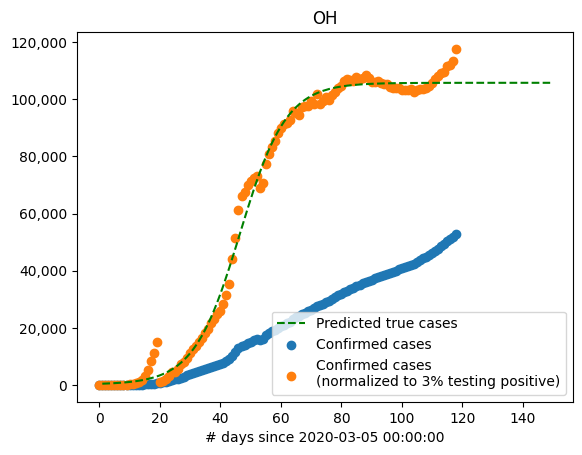 OH
120,000
100,000
80,000
60,000
40,000
20,000
0
Predicted true cases
Confirmed cases
Confirmed cases
(normalized to 3% testing positive)
0 20 40 60 80 100 120 140
# days since 2020-03-05 00:00:00